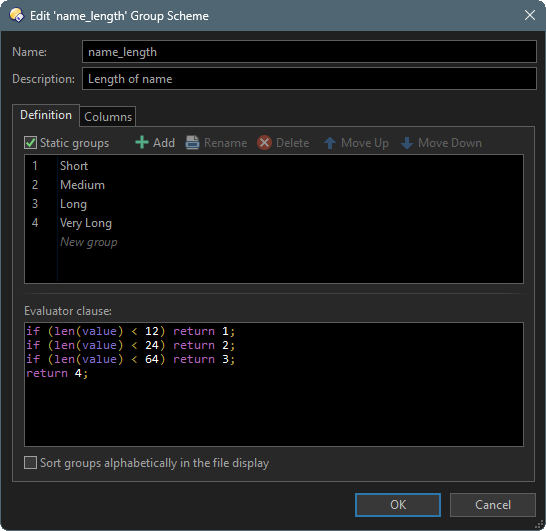 Edit 'name_length' Group Scheme
Name: name_length
Description: Length of name
Definition Columns
Static groups Add Rename Delete Move Up Move Down
1 Short
2 Medium
3 Long
4 Very Long
New group
Evaluator clause:
if (len(value) < 12) return 1;
if (len(value) < 24) return 2;
if (len(value) < 64) return 3;
return 4;
Sort groups alphabetically in the file display
OK Cancel